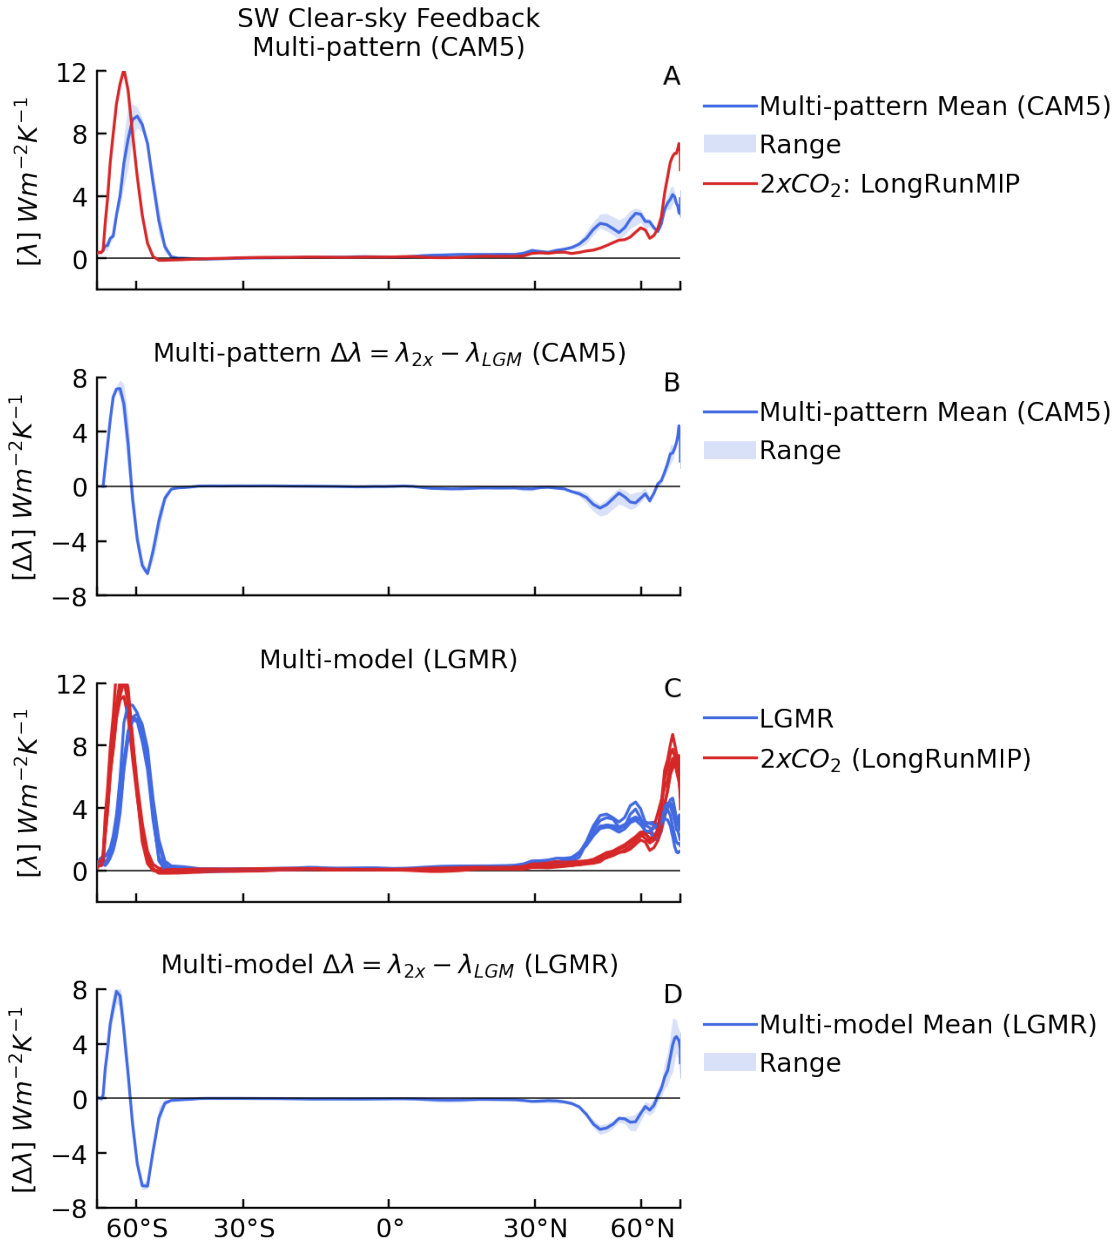 SW Clear-sky Feedback
Multi-pattern (CAM5)
A
12
8
4
0
[λ] Wm⁻²K⁻¹
Multi-pattern Mean (CAM5)
Range
2xCO₂: LongRunMIP
Multi-pattern Δλ = λ₂ₓ − λ_LGM (CAM5)
B
8
4
0
−4
−8
[Δλ] Wm⁻²K⁻¹
Multi-pattern Mean (CAM5)
Range
Multi-model (LGMR)
C
12
8
4
0
[λ] Wm⁻²K⁻¹
LGMR
2xCO₂ (LongRunMIP)
Multi-model Δλ = λ₂ₓ − λ_LGM (LGMR)
D
8
4
0
−4
−8
[Δλ] Wm⁻²K⁻¹
Multi-model Mean (LGMR)
Range
60°S 30°S 0° 30°N 60°N